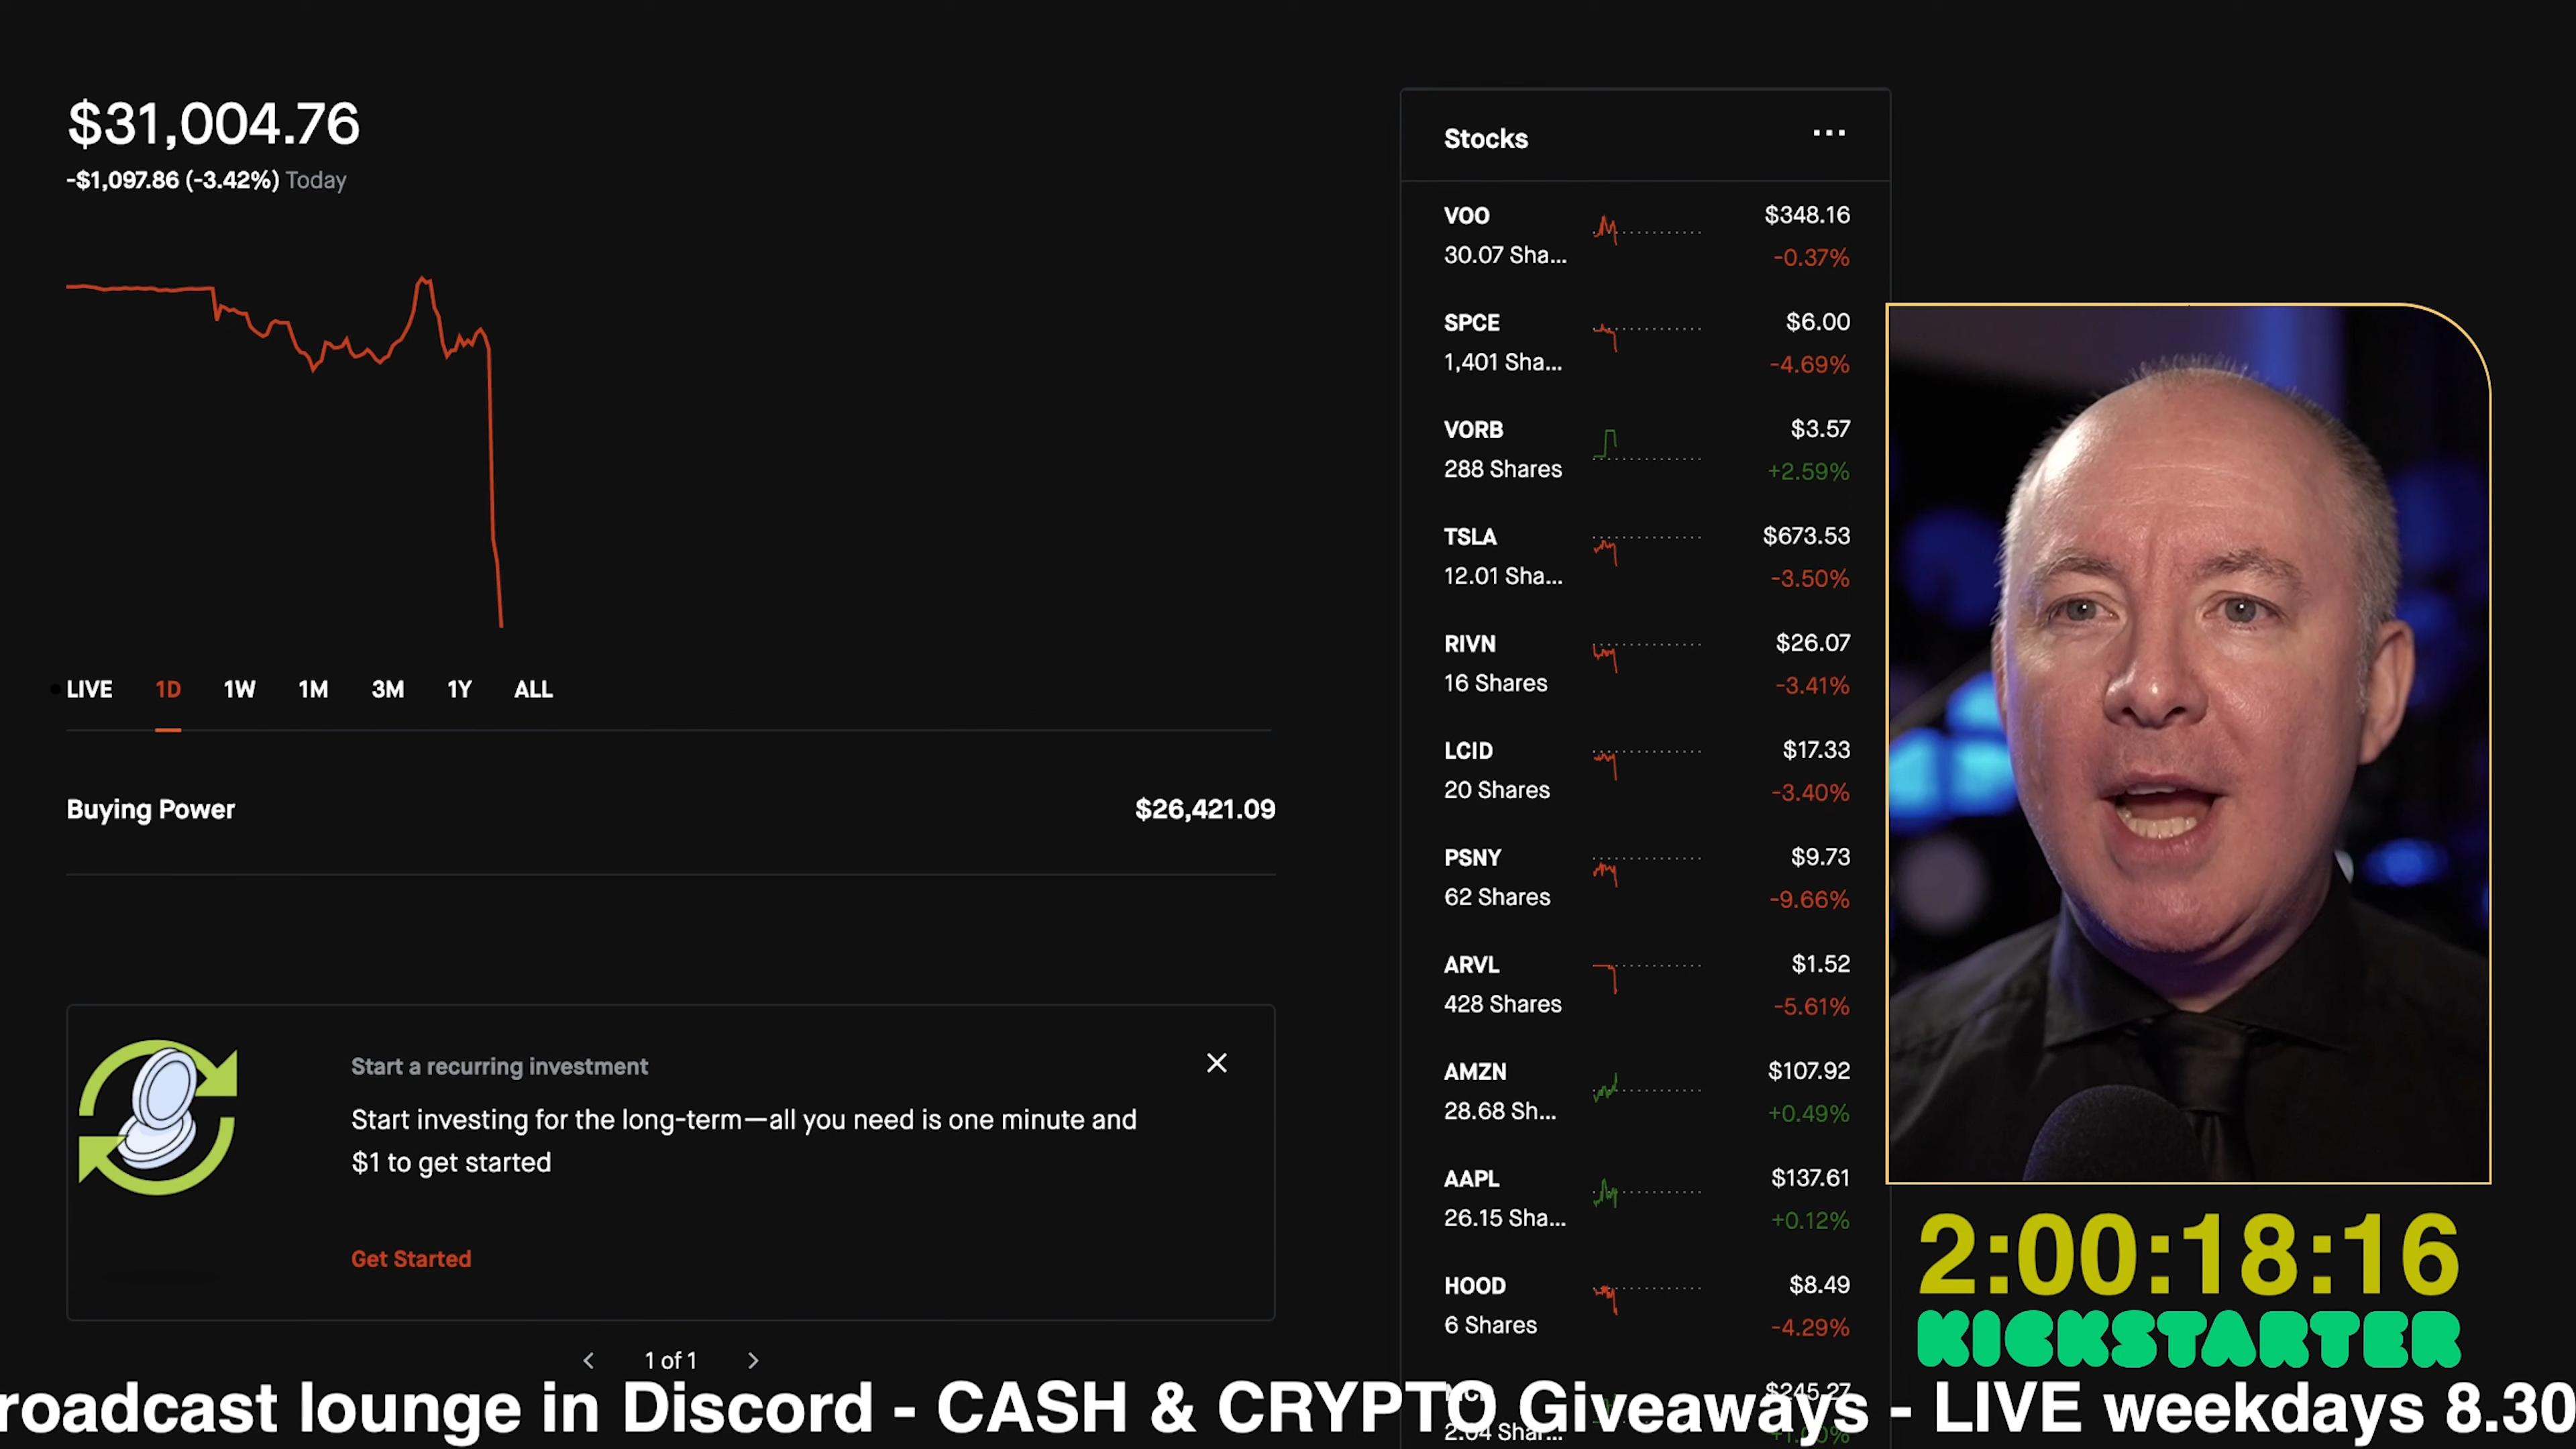 $31,004.76
-$1,097.86 (-3.42%) Today
LIVE 1D 1W 1M 3M 1Y ALL
Buying Power $26,421.09
Start a recurring investment
Start investing for the long-term—all you need is one minute and
$1 to get started
Get Started
1 of 1
Stocks
VOO $348.16
30.07 Sha... -0.37%
SPCE $6.00
1,401 Sha... -4.69%
VORB $3.57
288 Shares +2.59%
TSLA $673.53
12.01 Sha... -3.50%
RIVN $26.07
16 Shares -3.41%
LCID $17.33
20 Shares -3.40%
PSNY $9.73
62 Shares -9.66%
ARVL $1.52
428 Shares -5.61%
AMZN $107.92
28.68 Sh... +0.49%
AAPL $137.61
26.15 Sha... +0.12%
HOOD $8.49
6 Shares -4.29%
$245.27
2.04 Shar...
2:00:18:16
KICKSTARTER
roadcast lounge in Discord - CASH & CRYPTO Giveaways - LIVE weekdays 8.30